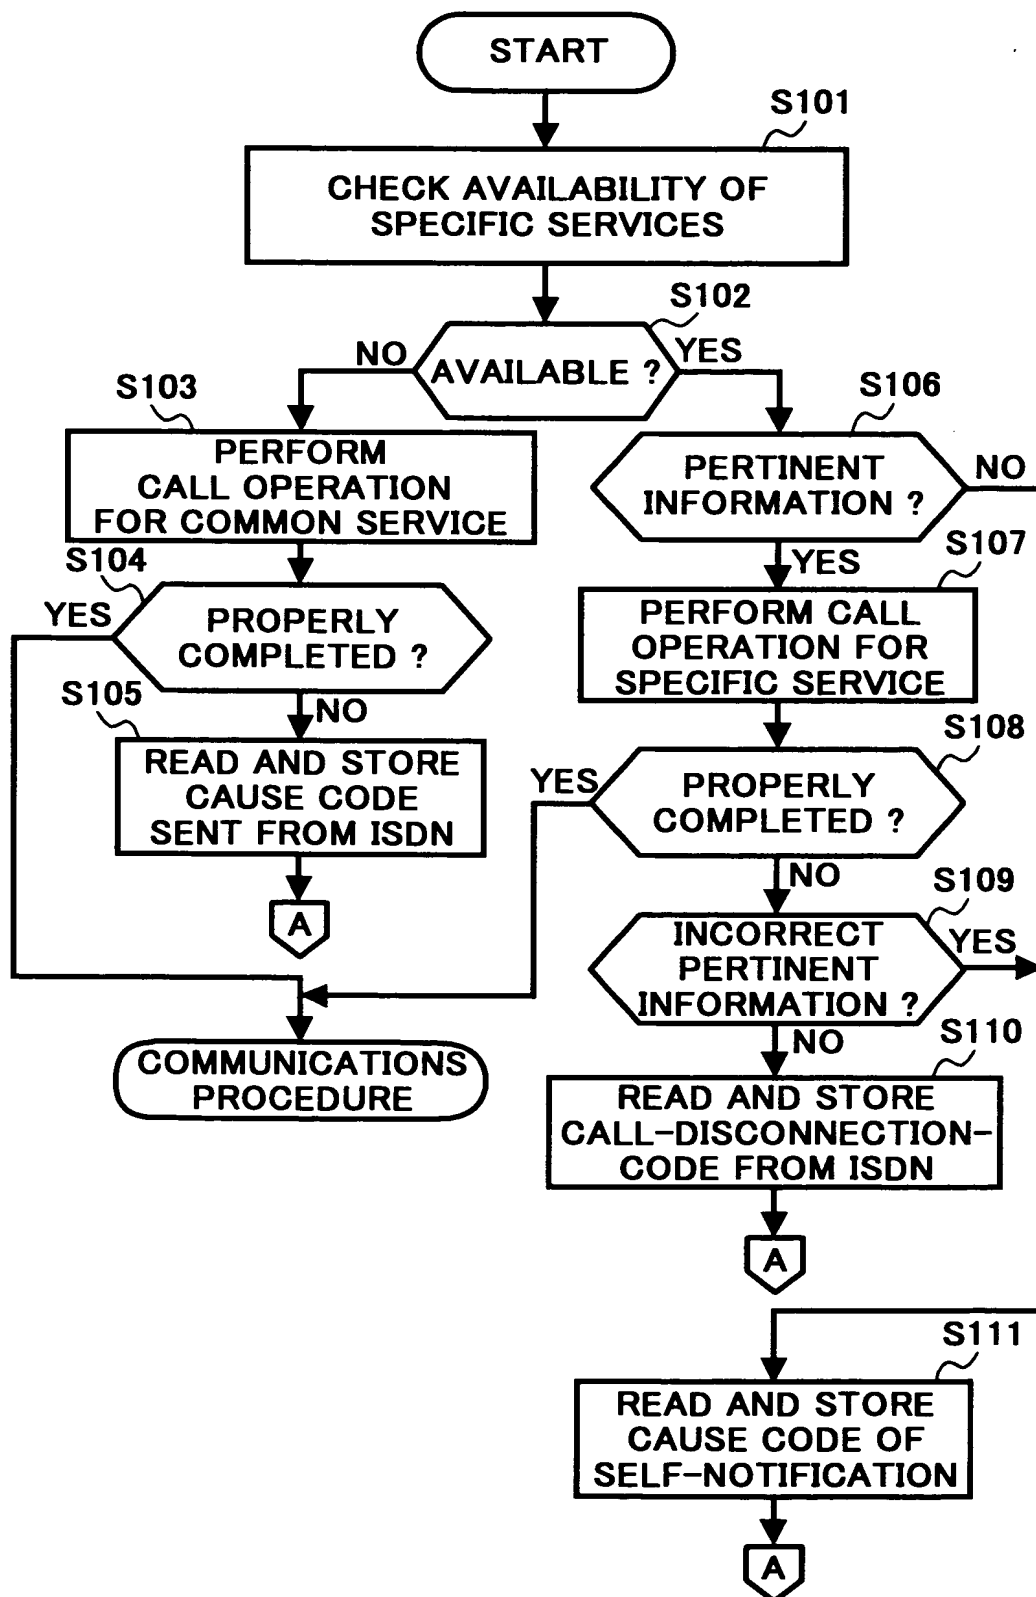 START
S101
CHECK AVAILABILITY OF
SPECIFIC SERVICES
S102
AVAILABLE ?
NO
YES
S103
PERFORM
CALL OPERATION
FOR COMMON SERVICE
S106
PERTINENT
INFORMATION ?
NO
YES
S104
YES
PROPERLY
COMPLETED ?
NO
S107
PERFORM CALL
OPERATION FOR
SPECIFIC SERVICE
S105
READ AND STORE
CAUSE CODE
SENT FROM ISDN
A
S108
YES
PROPERLY
COMPLETED ?
NO
S109
INCORRECT
PERTINENT
INFORMATION ?
YES
NO
COMMUNICATIONS
PROCEDURE
S110
READ AND STORE
CALL-DISCONNECTION-
CODE FROM ISDN
A
S111
READ AND STORE
CAUSE CODE OF
SELF-NOTIFICATION
A